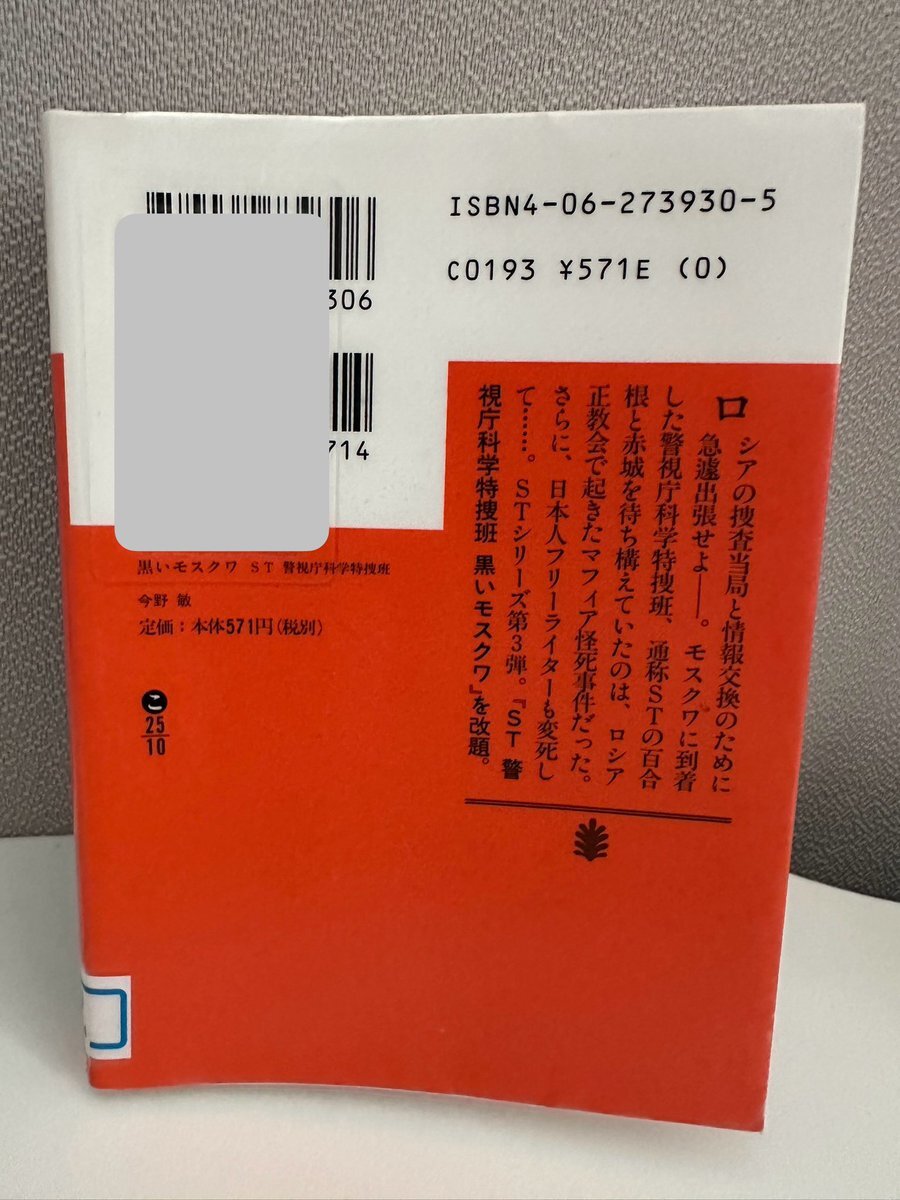 ISBN4-06-273930-5
C0193 ¥571E (0)
306
714
ロシアの捜査当局と情報交換のために
急遽出張せよ――。モスクワに到着
した警視庁科学特捜班、通称STの百合
根と赤城を待ち構えていたのは、ロシア
正教会で起きたマフィア怪死事件だった。
さらに、日本人フリーライターも変死し
て……。STシリーズ第3弾。『ST 警
視庁科学特捜班 黒いモスクワ』を改題。
黒いモスクワ ST 警視庁科学特捜班
今野 敏
定価:本体571円(税別)
こ
25
10